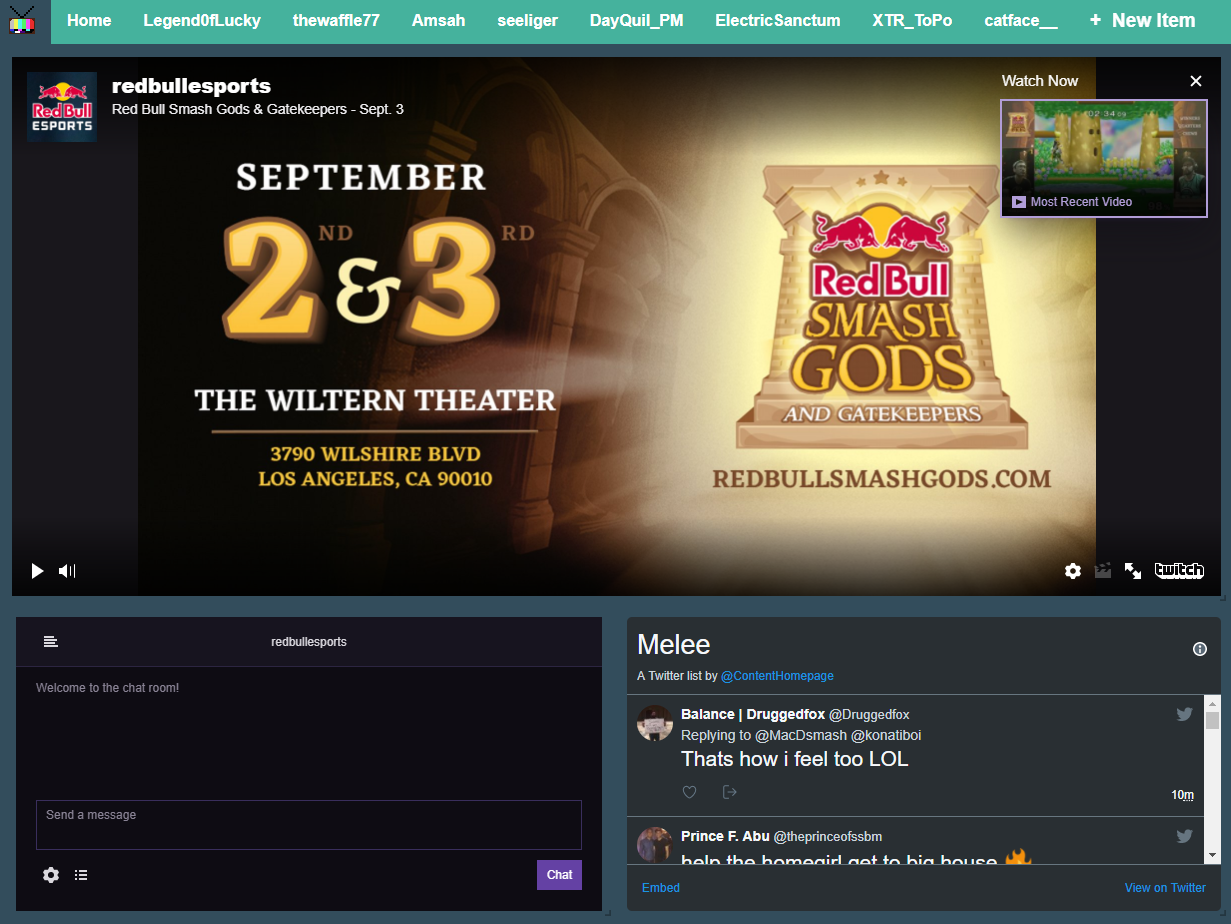 Home Legend0fLucky thewaffle77 Amsah seeliger DayQuil_PM ElectricSanctum XTR_ToPo catface__ + New Item
redbullesports
Red Bull Smash Gods & Gatekeepers - Sept. 3
Red Bull
ESPORTS
Watch Now
02:34
Most Recent Video
SEPTEMBER
2ND & 3RD
THE WILTERN THEATER
3790 WILSHIRE BLVD
LOS ANGELES, CA 90010
Red Bull
SMASH
GODS
AND GATEKEEPERS
REDBULLSMASHGODS.COM
twitch
redbullesports
Welcome to the chat room!
Send a message
Chat
Melee
A Twitter list by @ContentHomepage
Balance | Druggedfox @Druggedfox
Replying to @MacDsmash @konatiboi
Thats how i feel too LOL
10m
Prince F. Abu @theprinceofssbm
help the homegirl get to big house 🔥
Embed View on Twitter